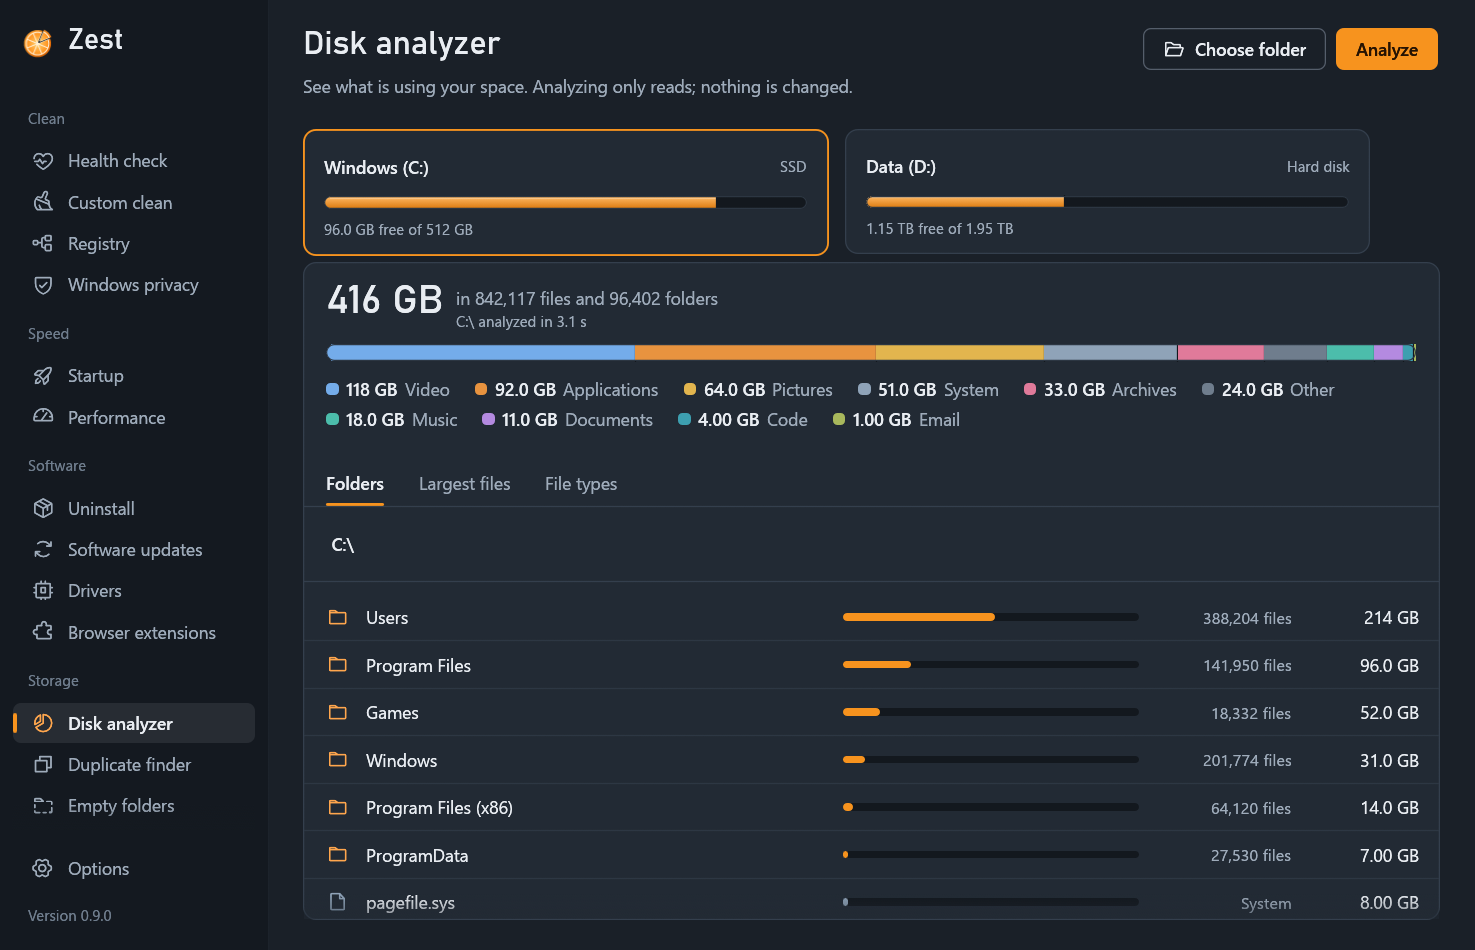 Zest
Clean
Health check
Custom clean
Registry
Windows privacy
Speed
Startup
Performance
Software
Uninstall
Software updates
Drivers
Browser extensions
Storage
Disk analyzer
Duplicate finder
Empty folders
Options
Version 0.9.0
Disk analyzer
Choose folder
Analyze
See what is using your space. Analyzing only reads; nothing is changed.
Windows (C:) SSD
96.0 GB free of 512 GB
Data (D:) Hard disk
1.15 TB free of 1.95 TB
416 GB in 842,117 files and 96,402 folders
C:\ analyzed in 3.1 s
118 GB Video 92.0 GB Applications 64.0 GB Pictures 51.0 GB System 33.0 GB Archives 24.0 GB Other
18.0 GB Music 11.0 GB Documents 4.00 GB Code 1.00 GB Email
Folders Largest files File types
C:\
Users 388,204 files 214 GB
Program Files 141,950 files 96.0 GB
Games 18,332 files 52.0 GB
Windows 201,774 files 31.0 GB
Program Files (x86) 64,120 files 14.0 GB
ProgramData 27,530 files 7.00 GB
pagefile.sys System 8.00 GB